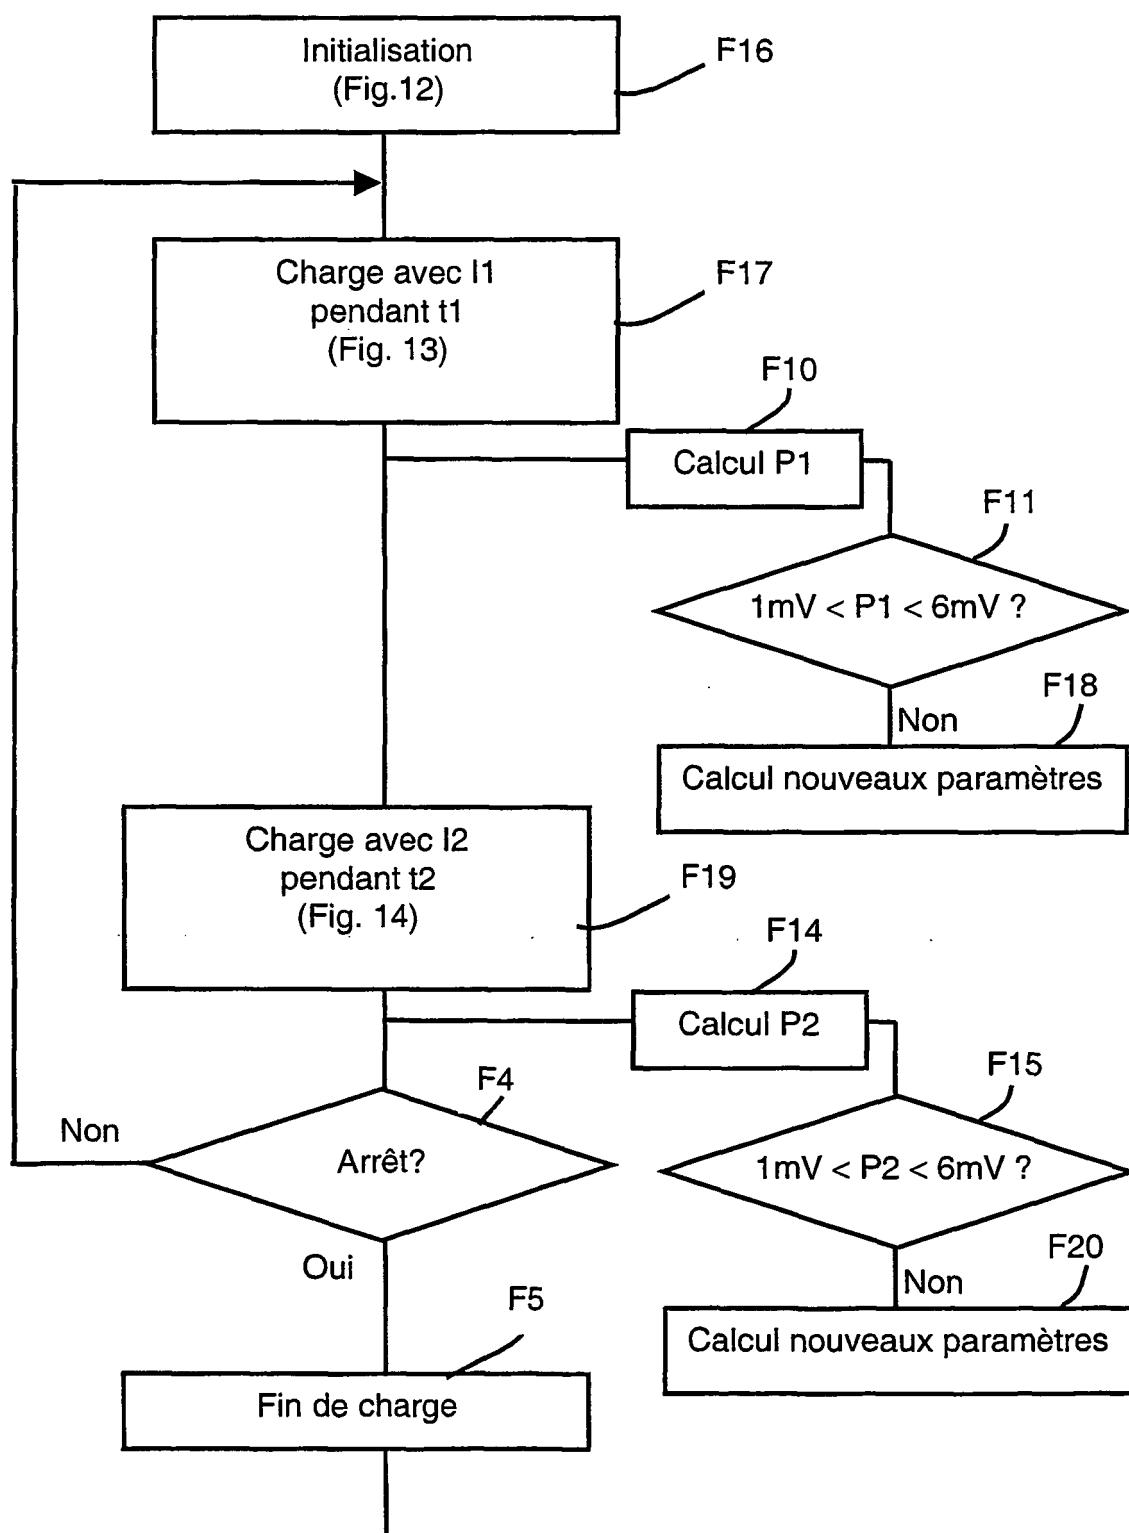 Initialisation
(Fig.12)
F16
Charge avec I1
pendant t1
(Fig. 13)
F17
F10
Calcul P1
F11
1mV < P1 < 6mV ?
F18
Non
Calcul nouveaux paramètres
Charge avec I2
pendant t2
(Fig. 14)
F19
F14
Calcul P2
F4
F15
Non
Arrêt?
1mV < P2 < 6mV ?
Oui
F20
Non
F5
Calcul nouveaux paramètres
Fin de charge